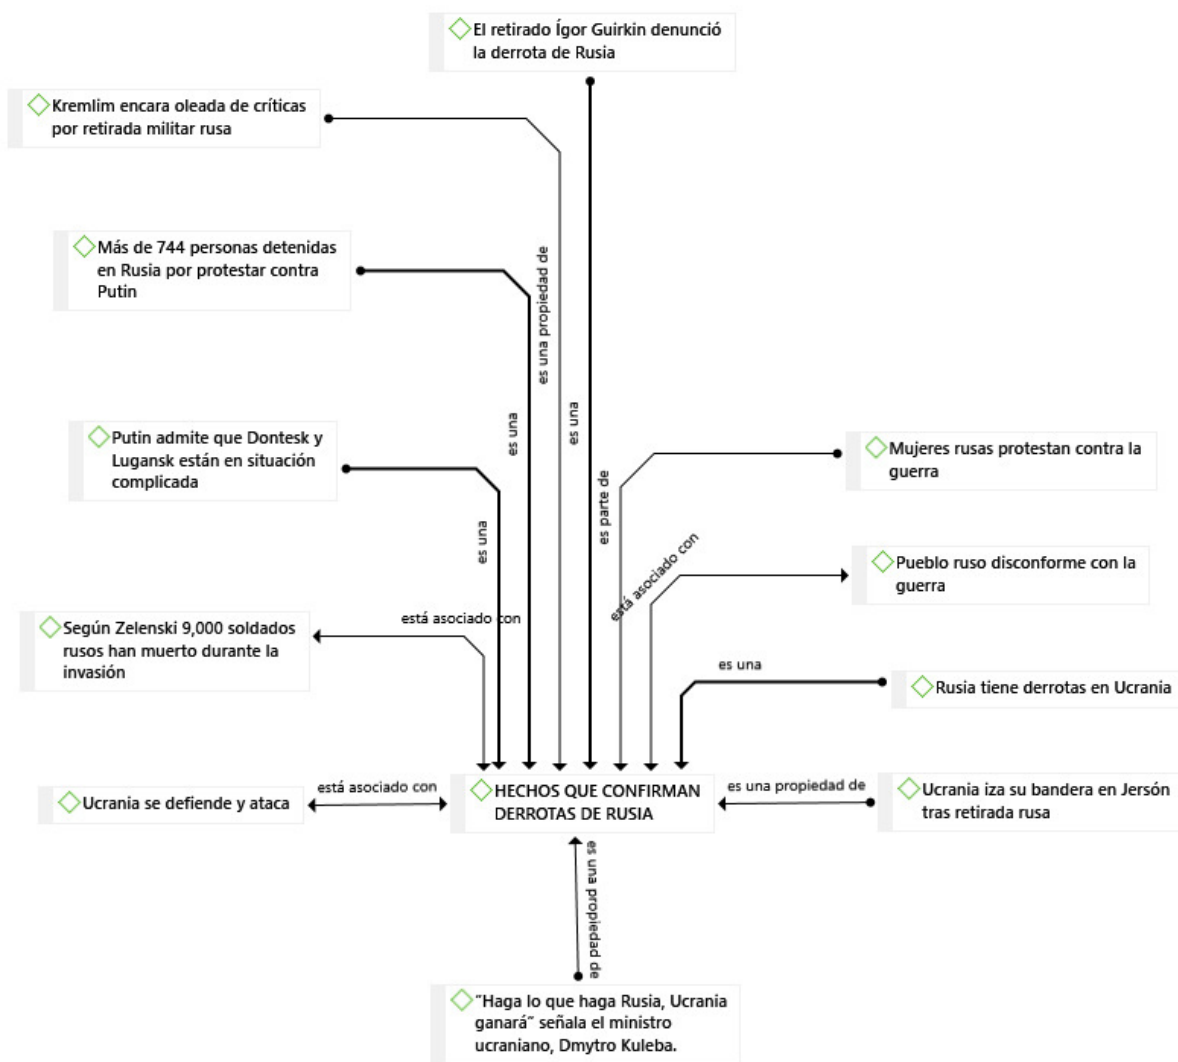 El retirado Ígor Guirkin denunció
la derrota de Rusia
Kremlim encara oleada de críticas
por retirada militar rusa
Más de 744 personas detenidas
en Rusia por protestar contra
Putin
es una propiedad de
es una
es una
Putin admite que Dontesk y
Lugansk están en situación
complicada
es una
es parte de
Mujeres rusas protestan contra la
guerra
está asociado con
Pueblo ruso disconforme con la
guerra
Según Zelenski 9,000 soldados
rusos han muerto durante la
invasión
está asociado con
es una
Rusia tiene derrotas en Ucrania
Ucrania se defiende y ataca
está asociado con
HECHOS QUE CONFIRMAN
DERROTAS DE RUSIA
es una propiedad de
Ucrania iza su bandera en Jersón
tras retirada rusa
es una propiedad de
"Haga lo que haga Rusia, Ucrania
ganará" señala el ministro
ucraniano, Dmytro Kuleba.